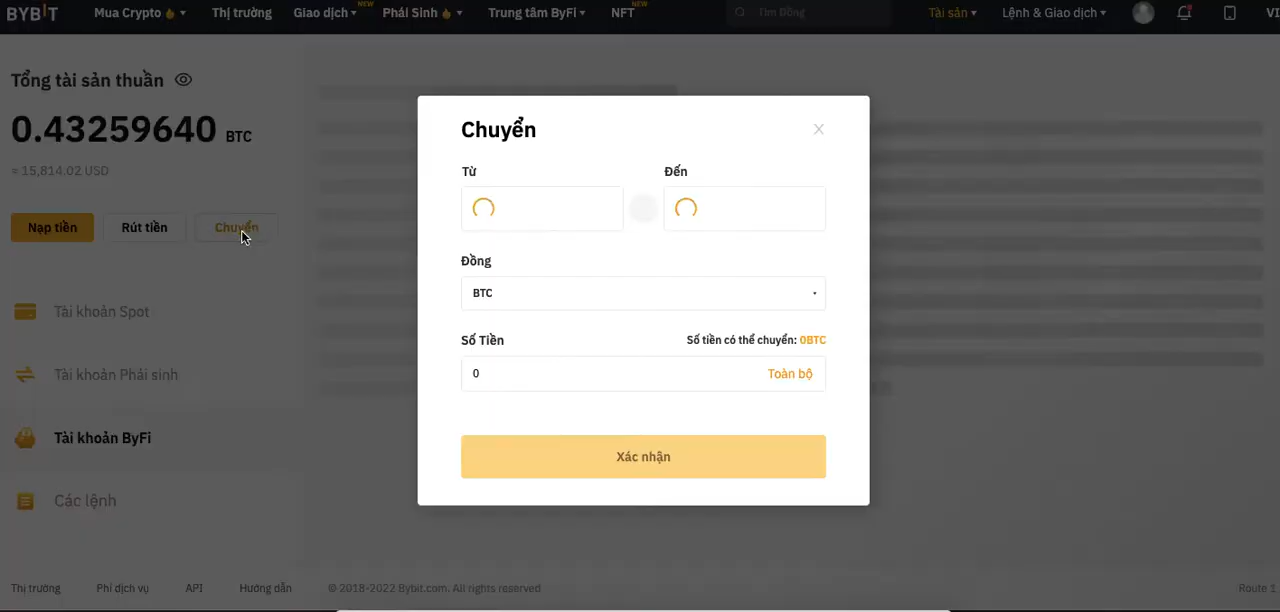 BYBIT
Mua Crypto
Thị trường
Giao dịch NEW
Phái Sinh
Trung tâm ByFi
NFT NEW
Tìm Đồng
Tài sản
Lệnh & Giao dịch
VI
Tổng tài sản thuần
0.43259640 BTC
≈ 15,814.02 USD
Nạp tiền
Rút tiền
Chuyển
Tài khoản Spot
Tài khoản Phái sinh
Tài khoản ByFi
Các lệnh
Chuyển
Từ
Đến
Đồng
BTC
Số Tiền
Số tiền có thể chuyển: 0BTC
0
Toàn bộ
Xác nhận
Thị trường
Phí dịch vụ
API
Hướng dẫn
© 2018-2022 Bybit.com. All rights reserved
Route 1